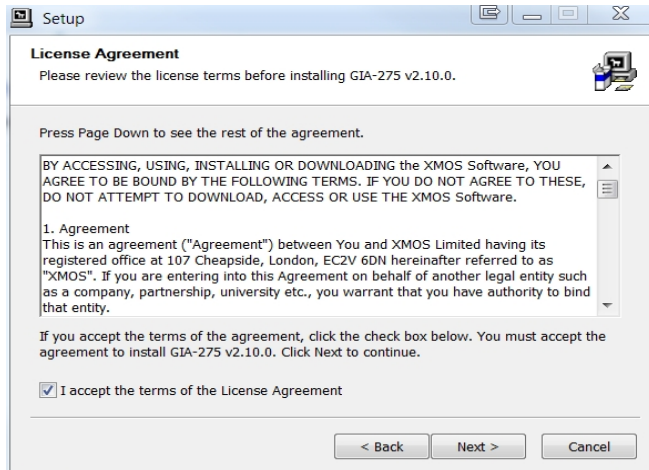 Setup
License Agreement
Please review the license terms before installing GIA-275 v2.10.0.
Press Page Down to see the rest of the agreement.
BY ACCESSING, USING, INSTALLING OR DOWNLOADING the XMOS Software, YOU
AGREE TO BE BOUND BY THE FOLLOWING TERMS. IF YOU DO NOT AGREE TO THESE,
DO NOT ATTEMPT TO DOWNLOAD, ACCESS OR USE THE XMOS Software.
1. Agreement
This is an agreement ("Agreement") between You and XMOS Limited having its
registered office at 107 Cheapside, London, EC2V 6DN hereinafter referred to as
"XMOS". If you are entering into this Agreement on behalf of another legal entity such
as a company, partnership, university etc., you warrant that you have authority to bind
that entity.
If you accept the terms of the agreement, click the check box below. You must accept the
agreement to install GIA-275 v2.10.0. Click Next to continue.
I accept the terms of the License Agreement
< Back Next > Cancel